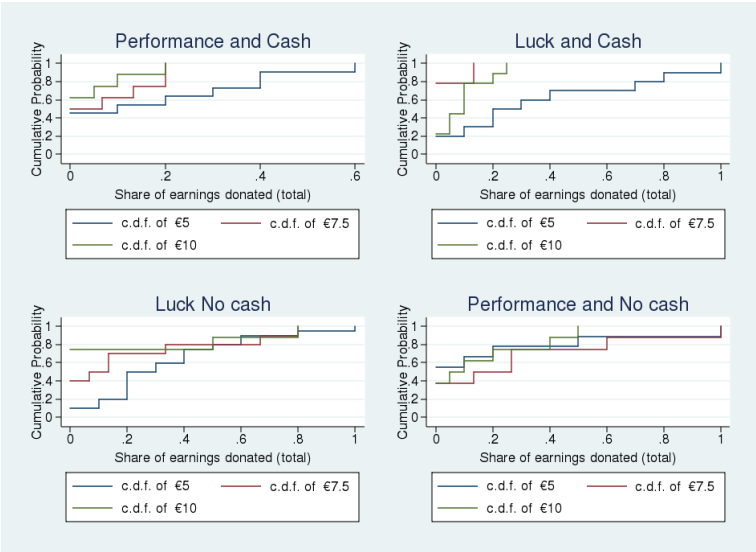 Performance and Cash
Cumulative Probability
1
.8
.6
.4
.2
0
0 .2 .4 .6
Share of earnings donated (total)
c.d.f. of €5 c.d.f. of €7.5
c.d.f. of €10
Luck and Cash
Cumulative Probability
1
.8
.6
.4
.2
0
0 .2 .4 .6 .8 1
Share of earnings donated (total)
c.d.f. of €5 c.d.f. of €7.5
c.d.f. of €10
Luck No cash
Cumulative Probability
1
.8
.6
.4
.2
0
0 .2 .4 .6 .8 1
Share of earnings donated (total)
c.d.f. of €5 c.d.f. of €7.5
c.d.f. of €10
Performance and No cash
Cumulative Probability
1
.8
.6
.4
.2
0
0 .2 .4 .6 .8 1
Share of earnings donated (total)
c.d.f. of €5 c.d.f. of €7.5
c.d.f. of €10